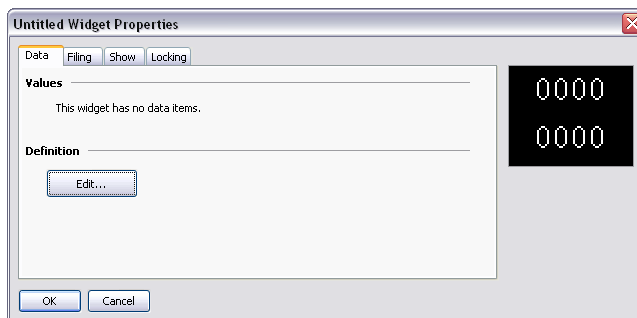 Untitled Widget Properties
Data Filing Show Locking
Values
This widget has no data items.
Definition
Edit...
OK Cancel
0000
0000